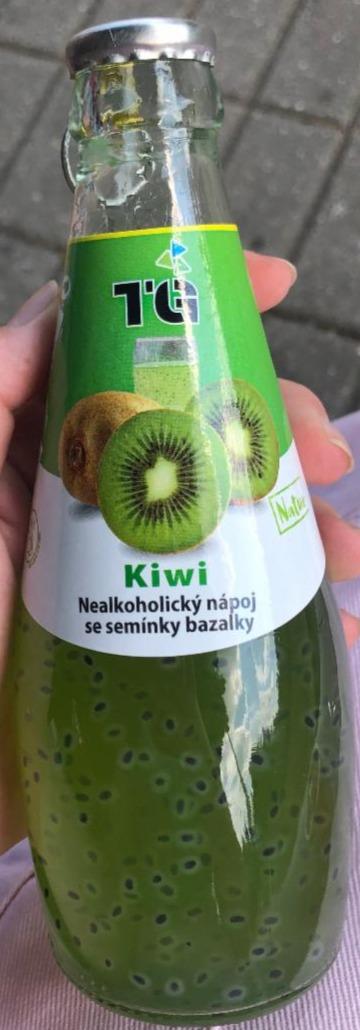 TG
Kiwi
Nealkoholický nápoj
se semínky bazalky